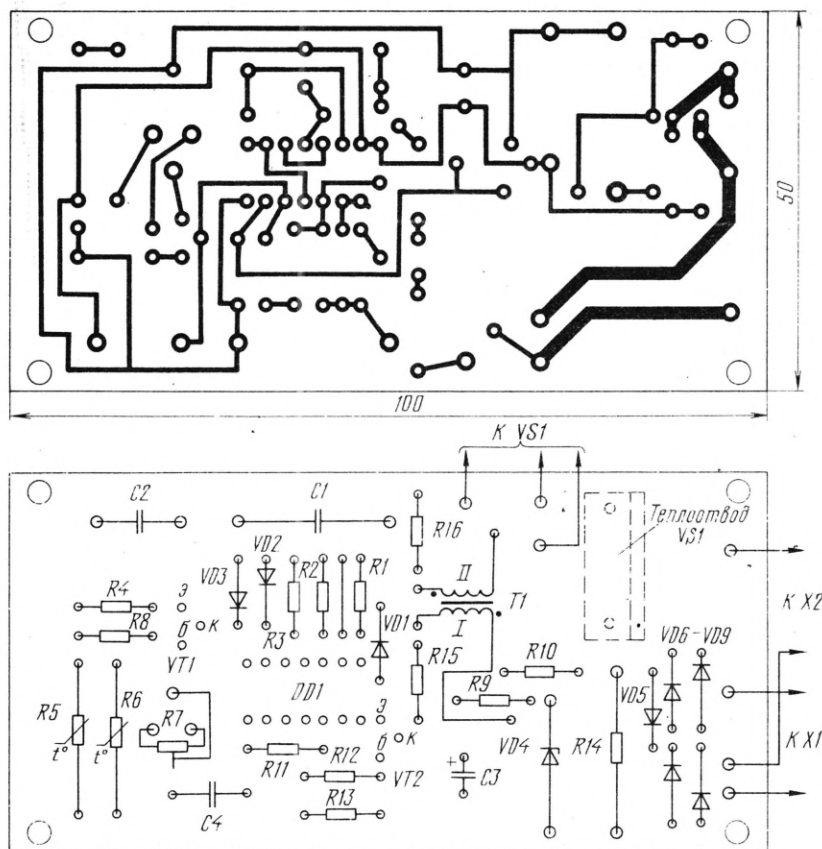 50
100
К VS1
C2
C1
R16
Теплоотвод
VS1
VD2
VD3
R2
R1
II
T1
R4
Э
К X2
R8
б
К
R3
VD1
I
VD6-VD9
VT1
R15
R10
DD1
R5
R6
R7
Э
R9
VD5
t°
t°
б
К
VD4
R14
К X1
R11
R12
VT2
+
C3
C4
R13